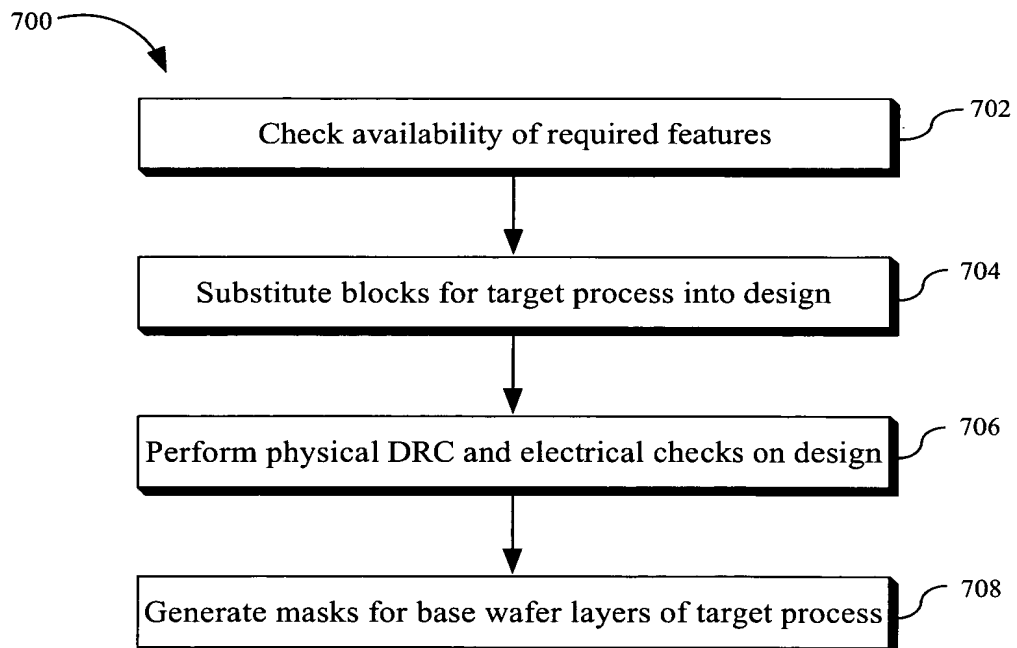 700
702
Check availability of required features
704
Substitute blocks for target process into design
706
Perform physical DRC and electrical checks on design
708
Generate masks for base wafer layers of target process